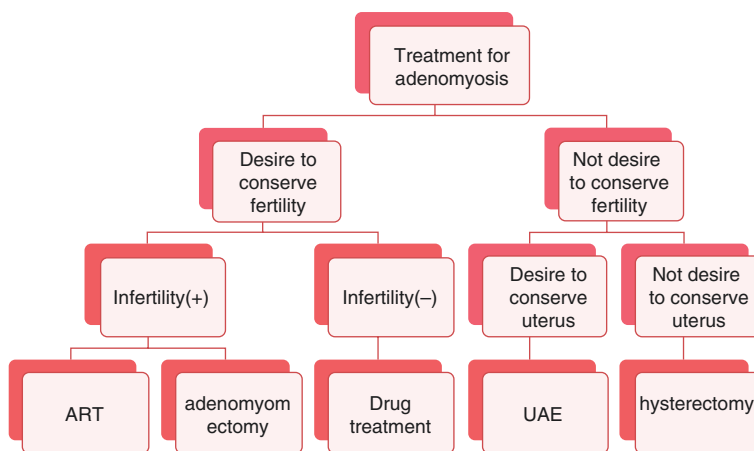 Treatment for
adenomyosis
Desire to
conserve
fertility
Not desire
to conserve
fertility
Infertility(+)
Infertility(–)
Desire to
conserve
uterus
Not desire
to conserve
uterus
ART
adenomyom
ectomy
Drug
treatment
UAE
hysterectomy